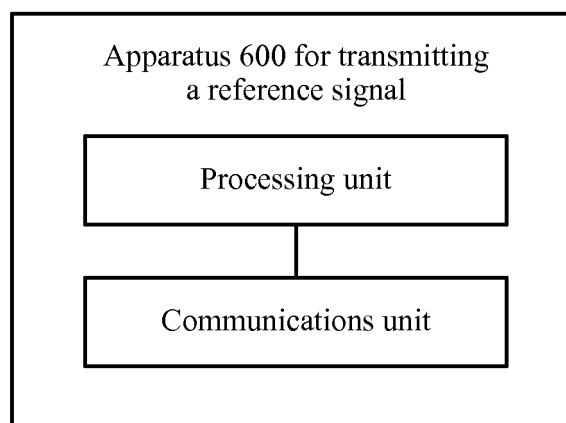 Apparatus 600 for transmitting
a reference signal
Processing unit
Communications unit